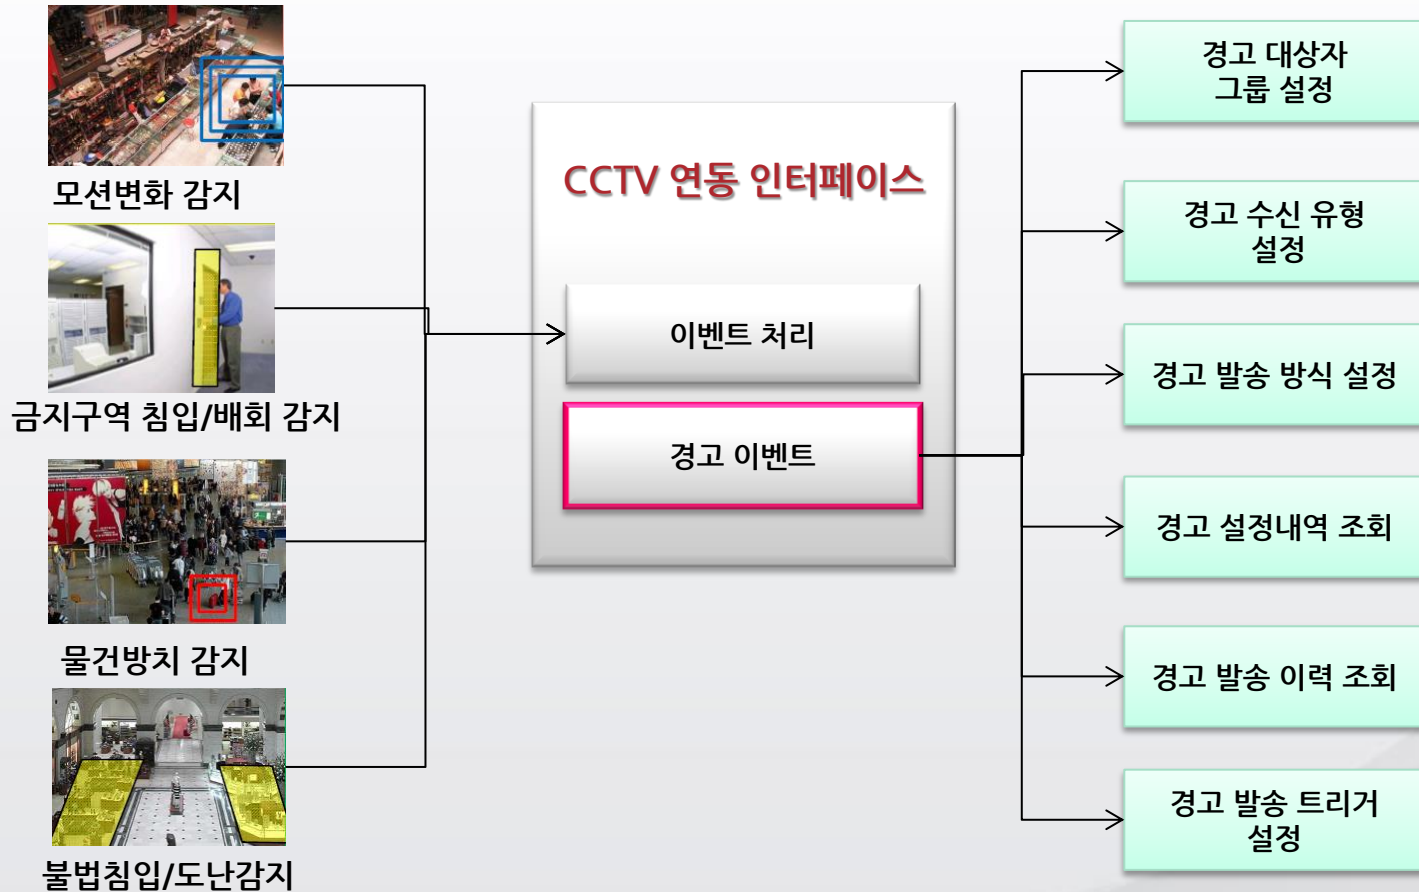 모션변화 감지
금지구역 침입/배회 감지
물건방치 감지
불법침입/도난감지
CCTV 연동 인터페이스
이벤트 처리
경고 이벤트
경고 대상자
그룹 설정
경고 수신 유형
설정
경고 발송 방식 설정
경고 설정내역 조회
경고 발송 이력 조회
경고 발송 트리거
설정